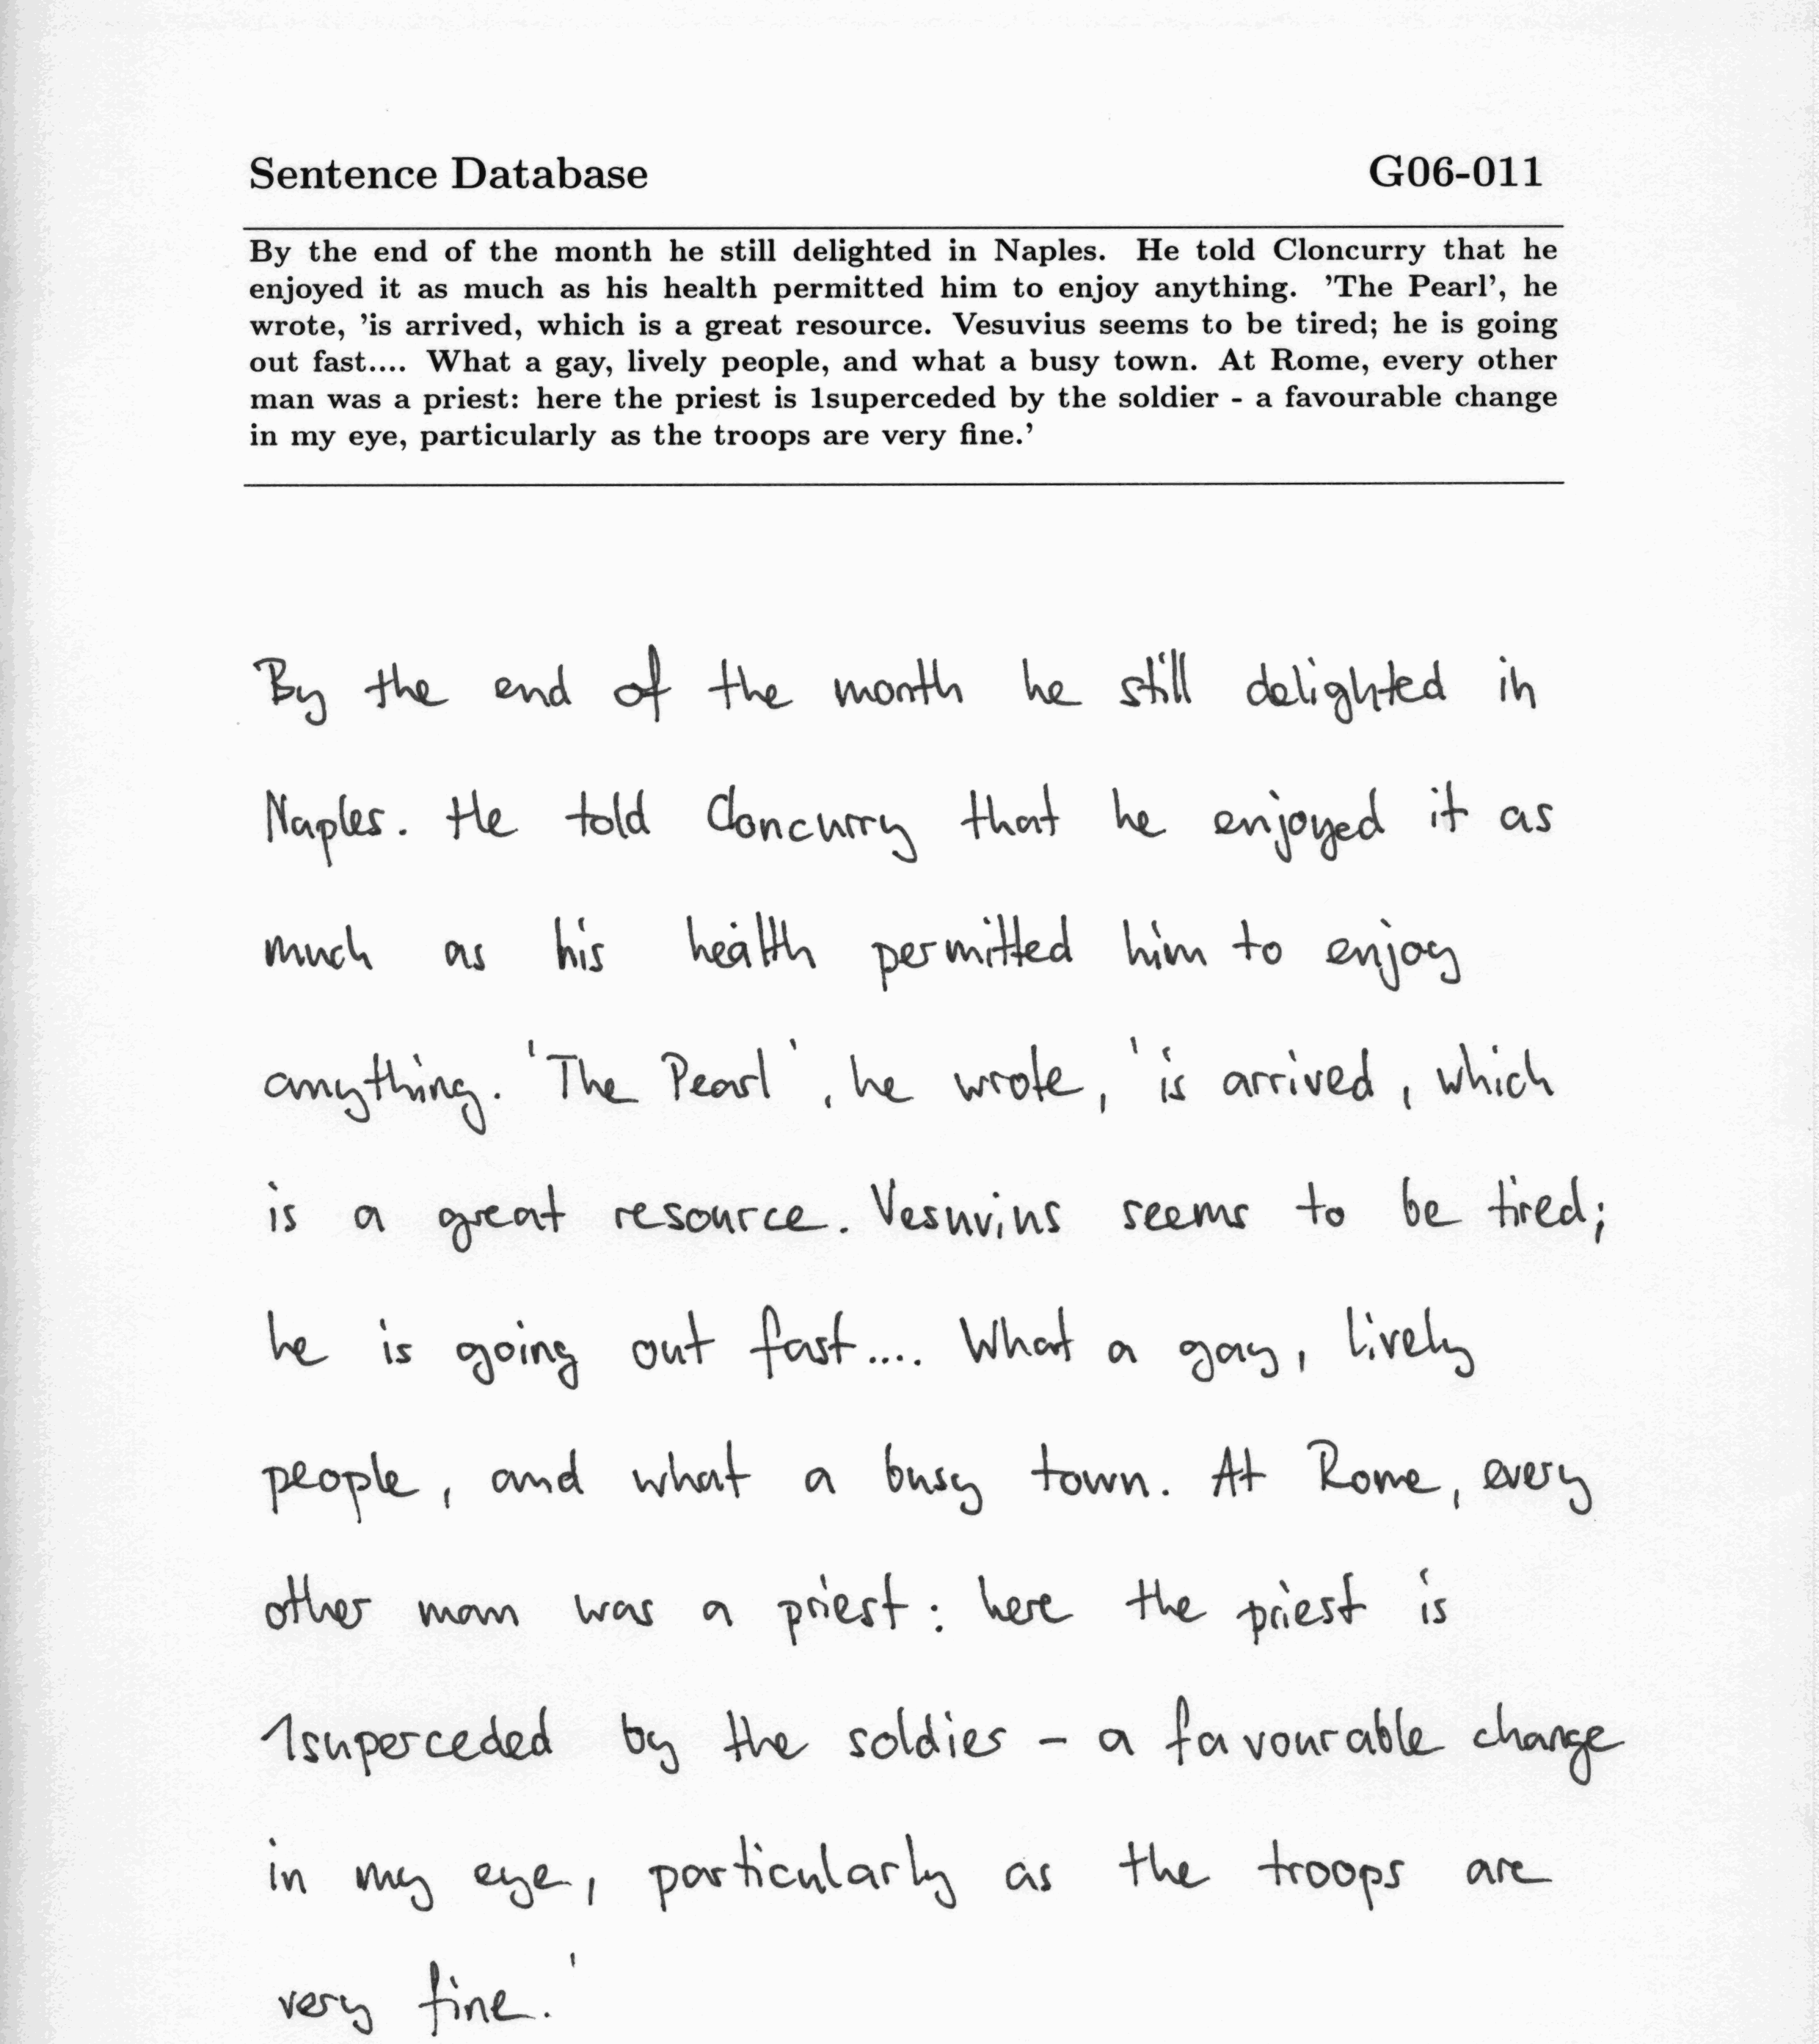 Sentence Database G06-011
By the end of the month he still delighted in Naples. He told Cloncurry that he
enjoyed it as much as his health permitted him to enjoy anything. 'The Pearl', he
wrote, 'is arrived, which is a great resource. Vesuvius seems to be tired; he is going
out fast.... What a gay, lively people, and what a busy town. At Rome, every other
man was a priest: here the priest is 1superceded by the soldier - a favourable change
in my eye, particularly as the troops are very fine.'
By the end of the month he still delighted in
Naples. He told Cloncurry that he enjoyed it as
much as his health permitted him to enjoy
anything. 'The Pearl', he wrote, 'is arrived, which
is a great resource. Vesuvius seems to be tired;
he is going out fast.... What a gay, lively
people, and what a busy town. At Rome, every
other man was a priest: here the priest is
1superceded by the soldier - a favourable change
in my eye, particularly as the troops are
very fine.'